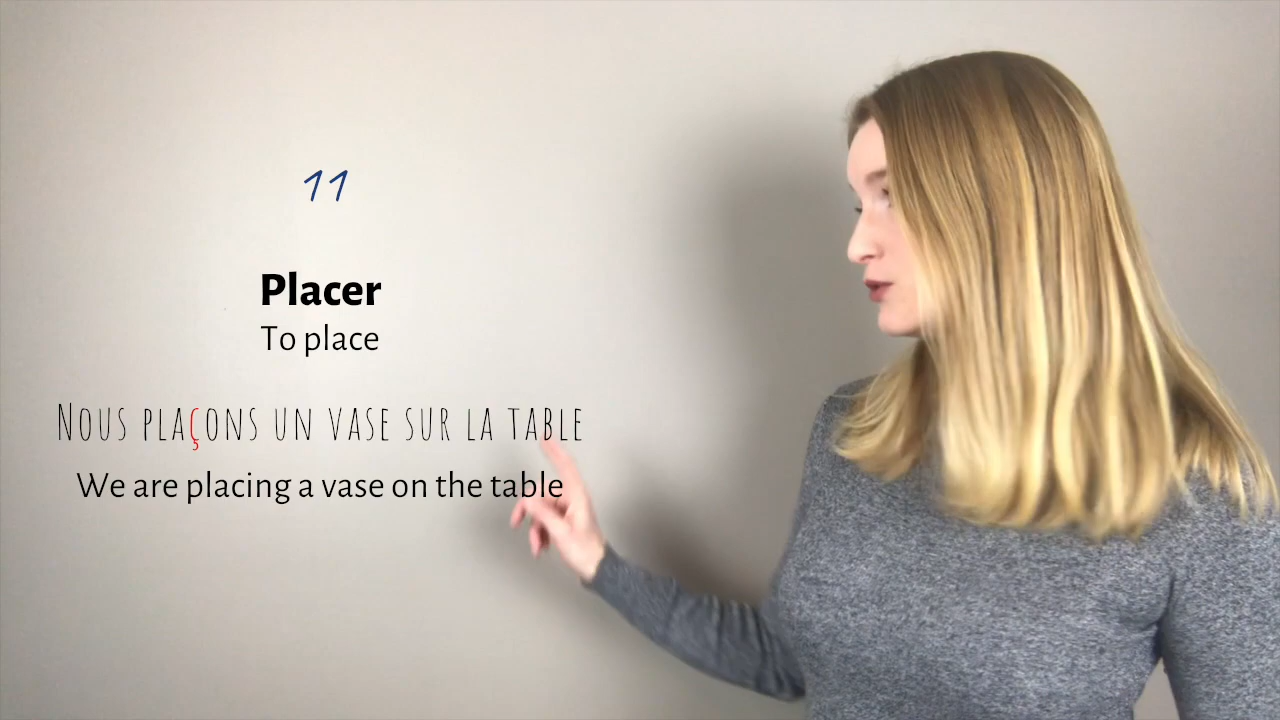 11
Placer
To place
Nous plaçons un vase sur la table
We are placing a vase on the table